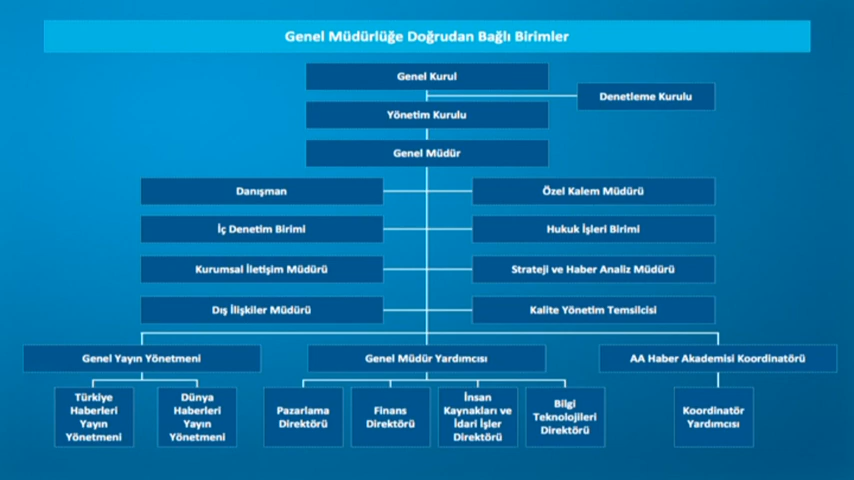 Genel Müdürlüğe Doğrudan Bağlı Birimler
Genel Kurul
Denetleme Kurulu
Yönetim Kurulu
Genel Müdür
Danışman
Özel Kalem Müdürü
İç Denetim Birimi
Hukuk İşleri Birimi
Kurumsal İletişim Müdürü
Strateji ve Haber Analiz Müdürü
Dış İlişkiler Müdürü
Kalite Yönetim Temsilcisi
Genel Yayın Yönetmeni
Genel Müdür Yardımcısı
AA Haber Akademisi Koordinatörü
Türkiye
Haberleri
Yayın
Yönetmeni
Dünya
Haberleri
Yayın
Yönetmeni
Pazarlama
Direktörü
Finans
Direktörü
İnsan
Kaynakları ve
İdari İşler
Direktörü
Bilgi
Teknolojileri
Direktörü
Koordinatör
Yardımcısı